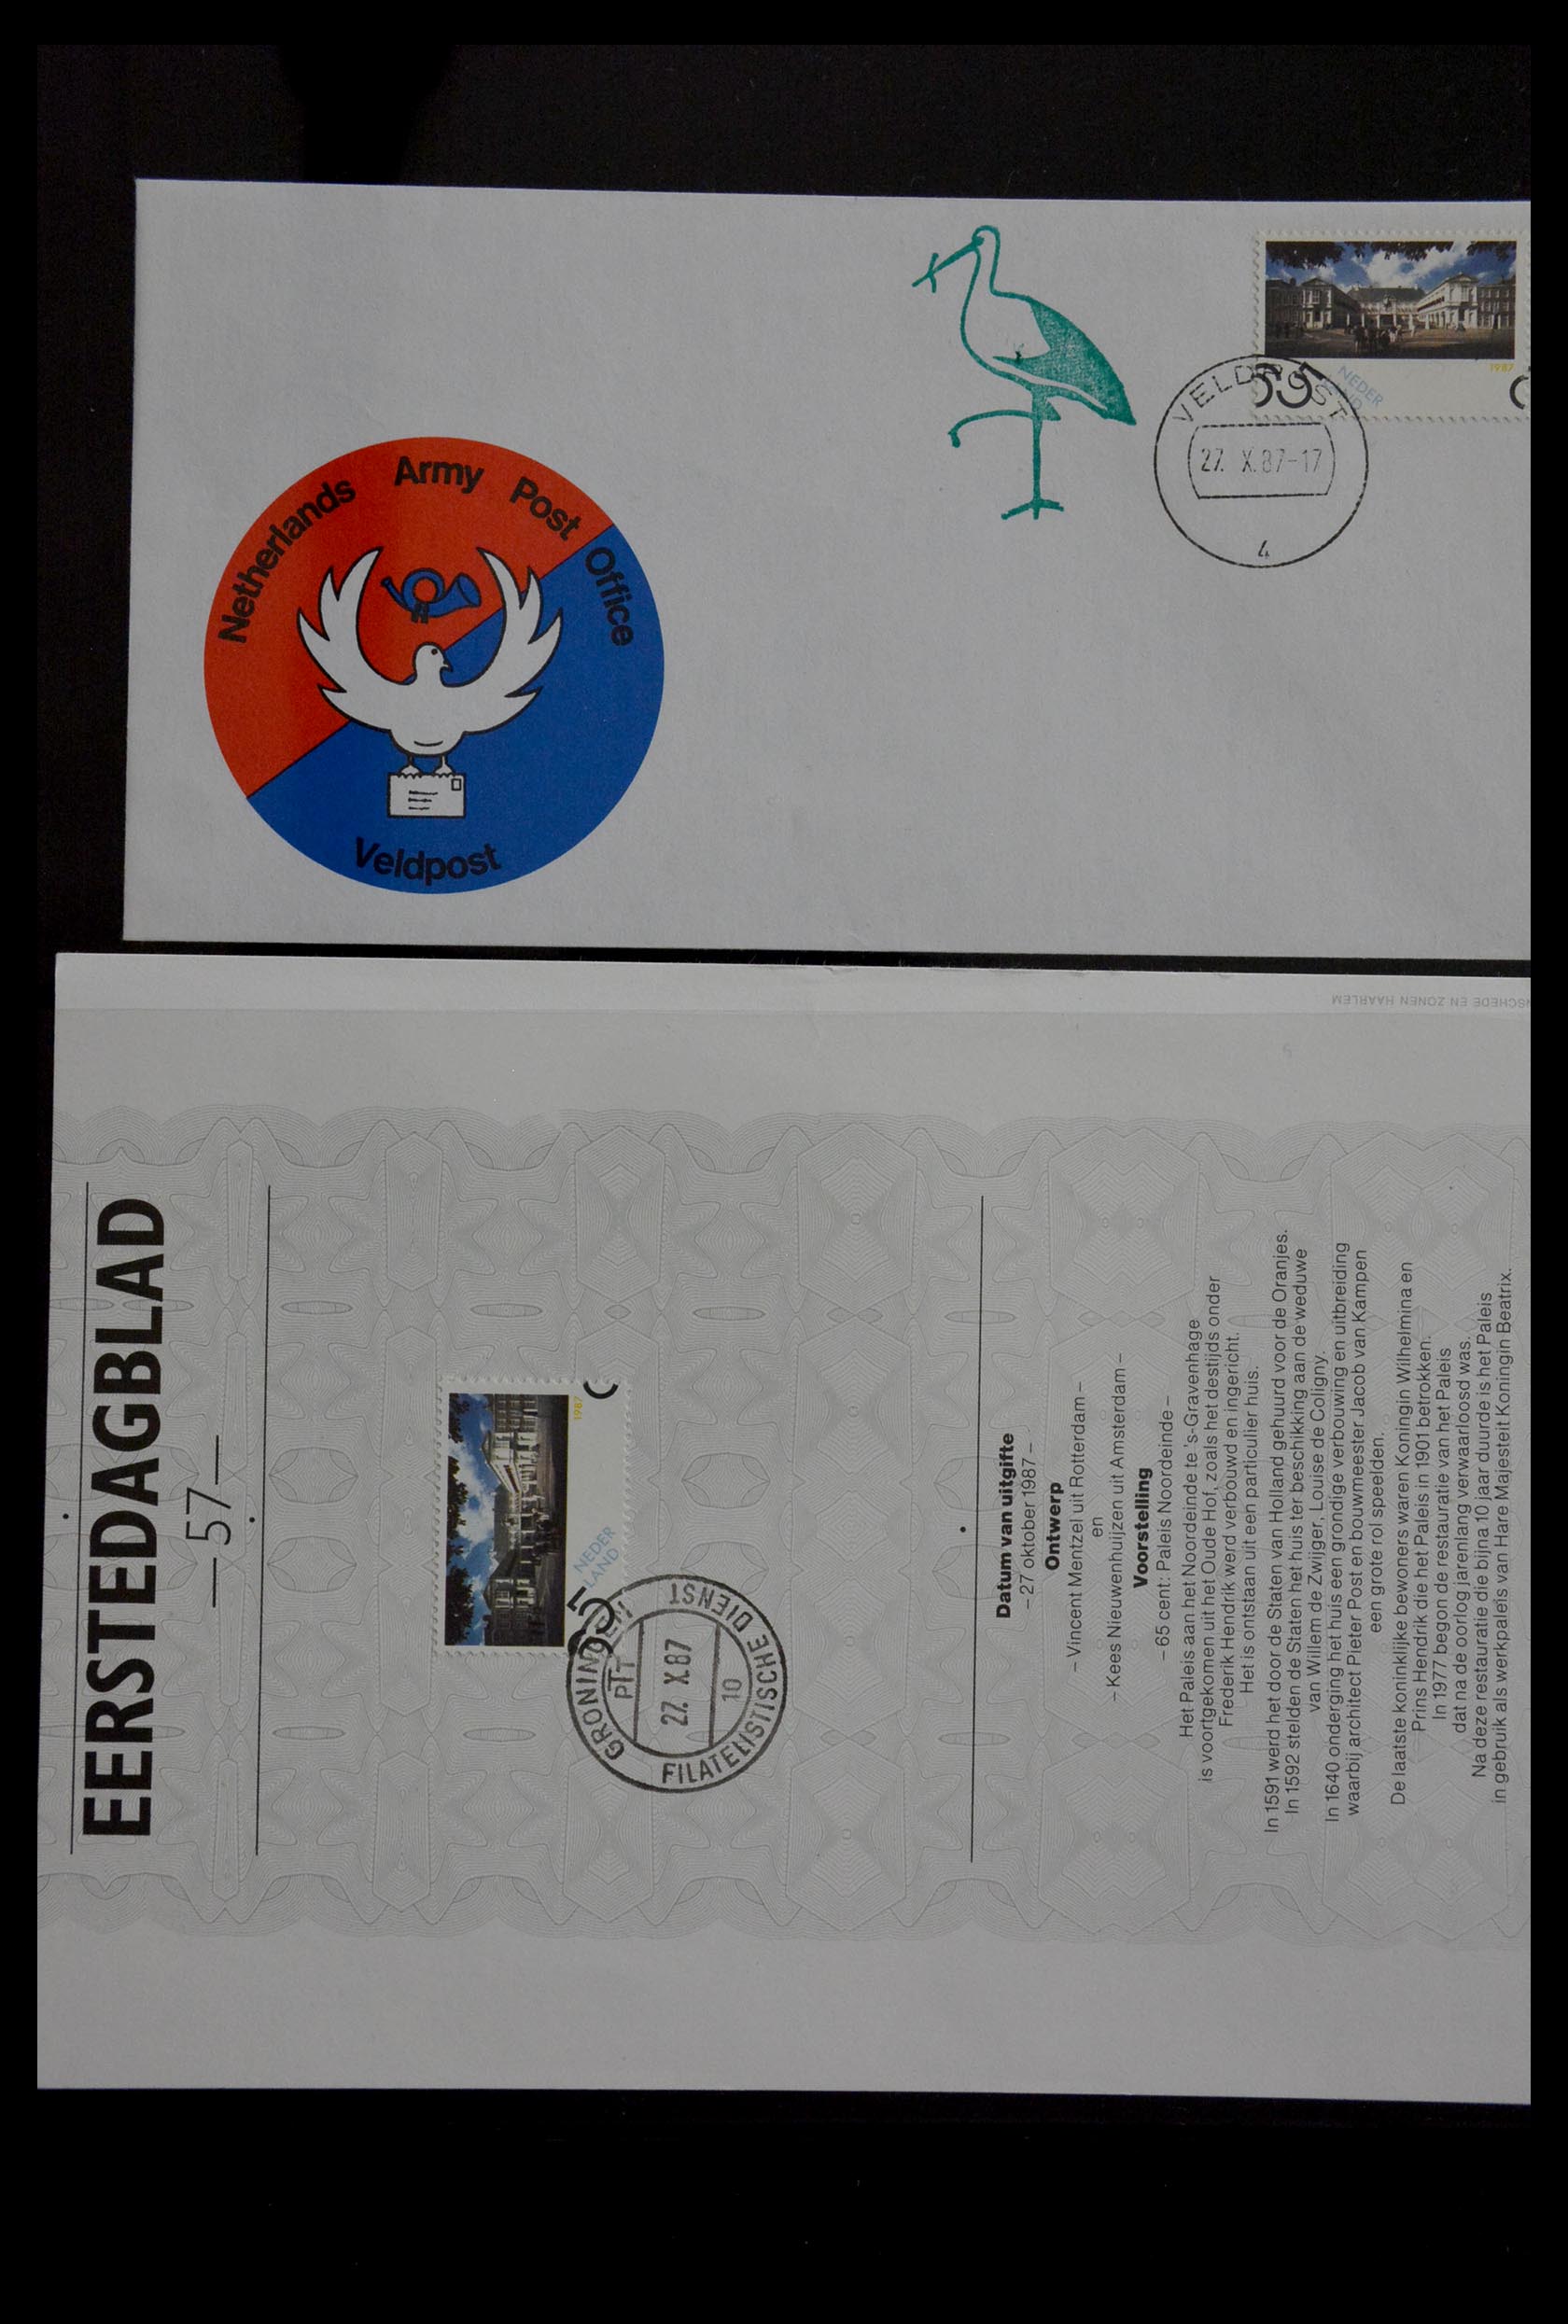 Netherlands Army Post Office
Veldpost
1987
NEDER
LAND
VELDPOST
27. X.87-17
4
SCHEDE EN ZONEN HAARLEM
EERSTEDAGBLAD
—57—
1987
65
NEDER
LAND
GRONINGEN
PTT
27. X.87
10
FILATELISTISCHE DIENST
Datum van uitgifte
– 27 oktober 1987 –
Ontwerp
– Vincent Mentzel uit Rotterdam –
en
– Kees Nieuwenhuijzen uit Amsterdam –
Voorstelling
– 65 cent: Paleis Noordeinde –
Het Paleis aan het Noordeinde te 's-Gravenhage
is voortgekomen uit het Oude Hof, zoals het destijds onder
Frederik Hendrik werd verbouwd en ingericht.
Het is ontstaan uit een particulier huis.
In 1591 werd het door de Staten van Holland gehuurd voor de Oranjes.
In 1592 stelden de Staten het huis ter beschikking aan de weduwe
van Willem de Zwijger, Louise de Coligny.
In 1640 onderging het huis een grondige verbouwing en uitbreiding
waarbij architect Pieter Post en bouwmeester Jacob van Kampen
een grote rol speelden.
De laatste koninklijke bewoners waren Koningin Wilhelmina en
Prins Hendrik die het Paleis in 1901 betrokken.
In 1977 begon de restauratie van het Paleis
dat na de oorlog jarenlang verwaarloosd was.
Na deze restauratie die bijna 10 jaar duurde is het Paleis
in gebruik als werkpaleis van Hare Majesteit Koningin Beatrix.